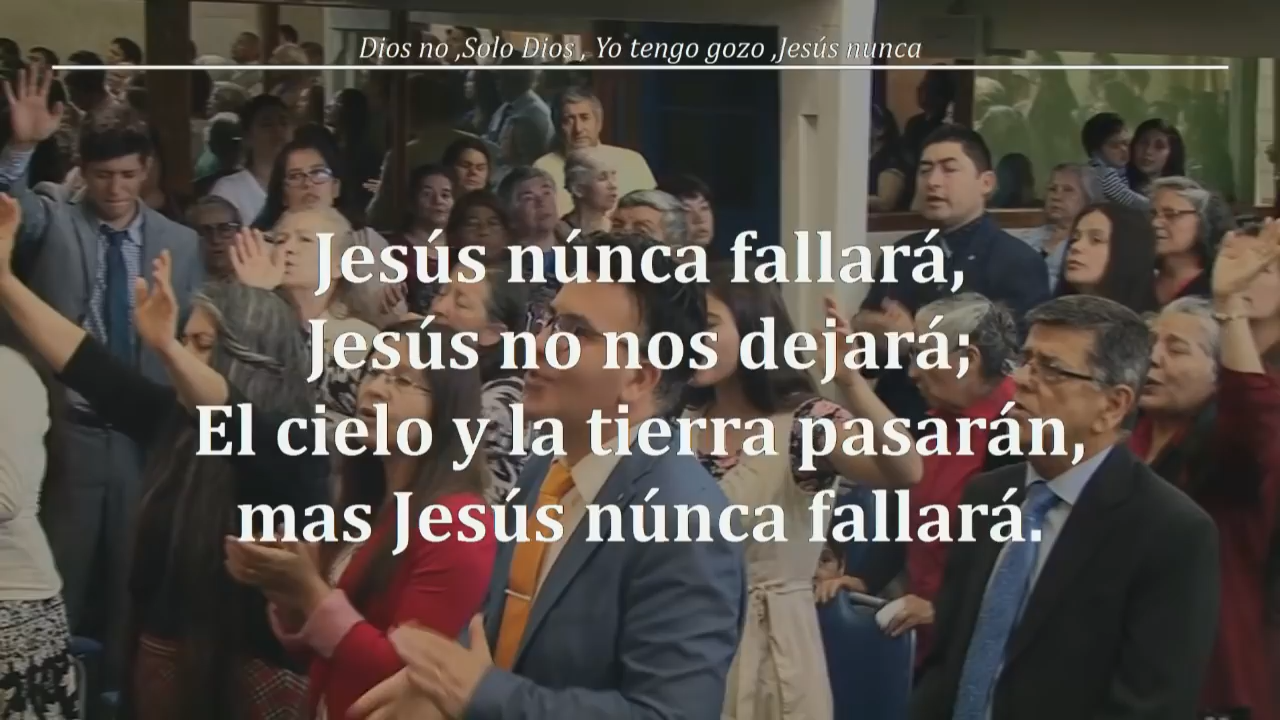 Dios no ,Solo Dios , Yo tengo gozo ,Jesús nunca
Jesús núnca fallará,
Jesús no nos dejará;
El cielo y la tierra pasarán,
mas Jesús núnca fallará.